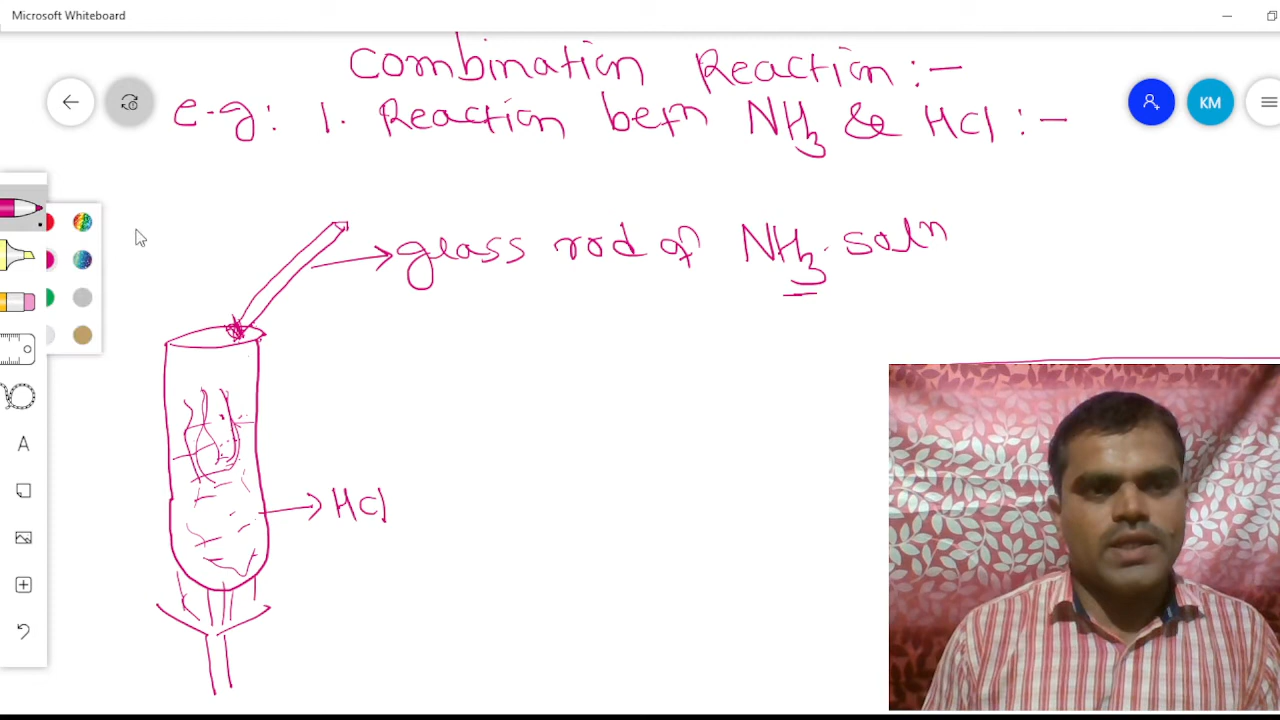 Microsoft Whiteboard
Combination Reaction :-
e.g: 1. Reaction betn NH3 & HCl :-
KM
→ glass rod of NH3 soln
A
→ HCl